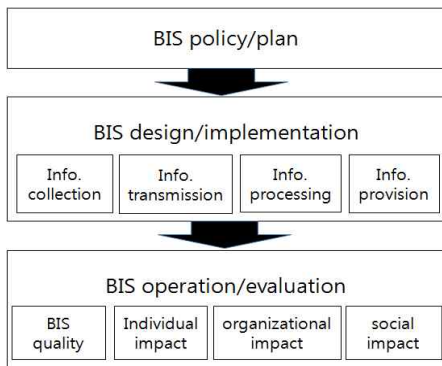 BIS policy/plan
BIS design/implementation
Info.
collection
Info.
transmission
Info.
processing
Info.
provision
BIS operation/evaluation
BIS
quality
Individual
impact
organizational
impact
social
impact